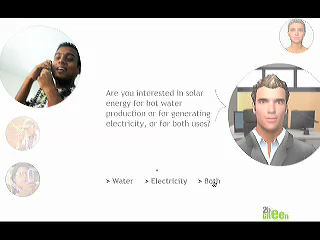 Are you interested in solar
energy for hot water
production or for generating
electricity, or for both uses?
➤ Water ➤ Electricity ➤ Both